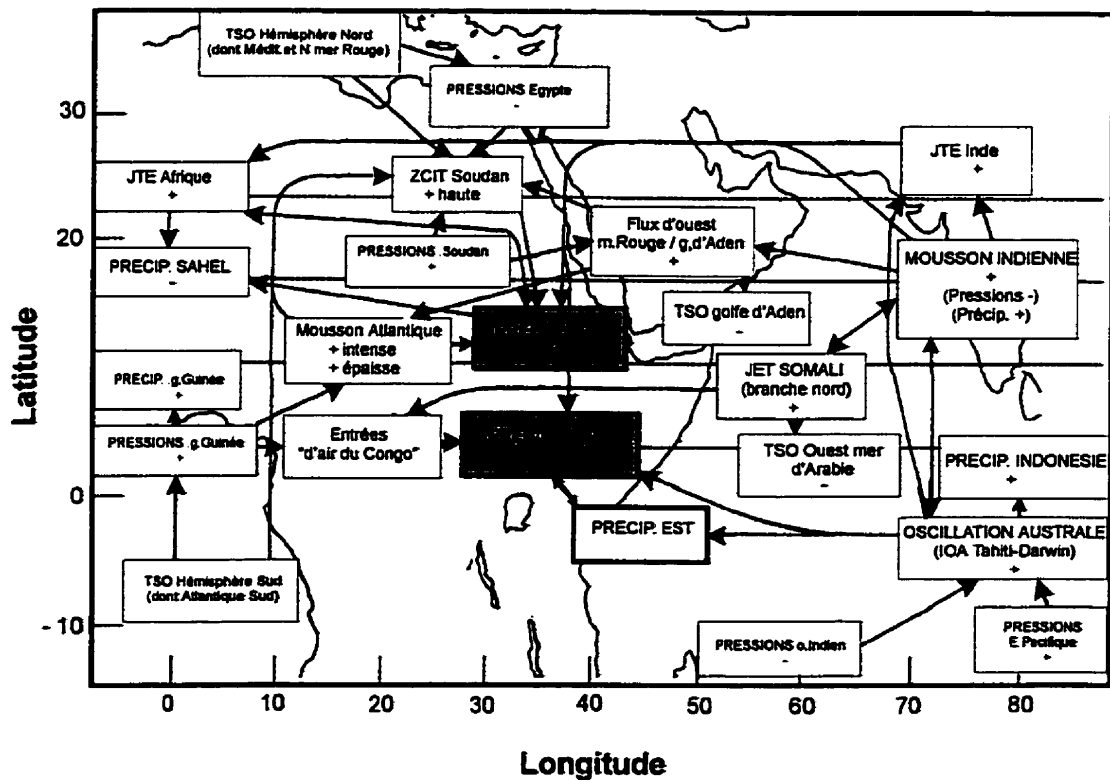 TSO Hémisphère Nord
(dont Médit. et N mer Rouge)
PRESSIONS Egypte
-
JTE Inde
+
JTE Afrique
+
ZCIT Soudan
+ haute
Flux d'ouest
m.Rouge / g.d'Aden
+
PRESSIONS .Soudan
+
MOUSSON INDIENNE
+
(Pressions -)
(Précip. +)
PRECIP. SAHEL
-
TSO golfe d'Aden
-
Mousson Atlantique
+ intense
+ épaisse
JET SOMALI
(branche nord)
+
PRECIP. .g.Guinée
+
PRESSIONS .g.Guinée
+
Entrées
"d'air du Congo"
TSO Ouest mer
d'Arabie
-
PRECIP. INDONESIE
+
PRECIP. EST
OSCILLATION AUSTRALE
(IOA Tahiti-Darwin)
+
TSO Hémisphère Sud
(dont Atlantique Sud)
PRESSIONS o.Indien
-
PRESSIONS
E Pacifique
+
Latitude
30
20
10
0
- 10
0
10
20
30
40
50
60
70
80
Longitude